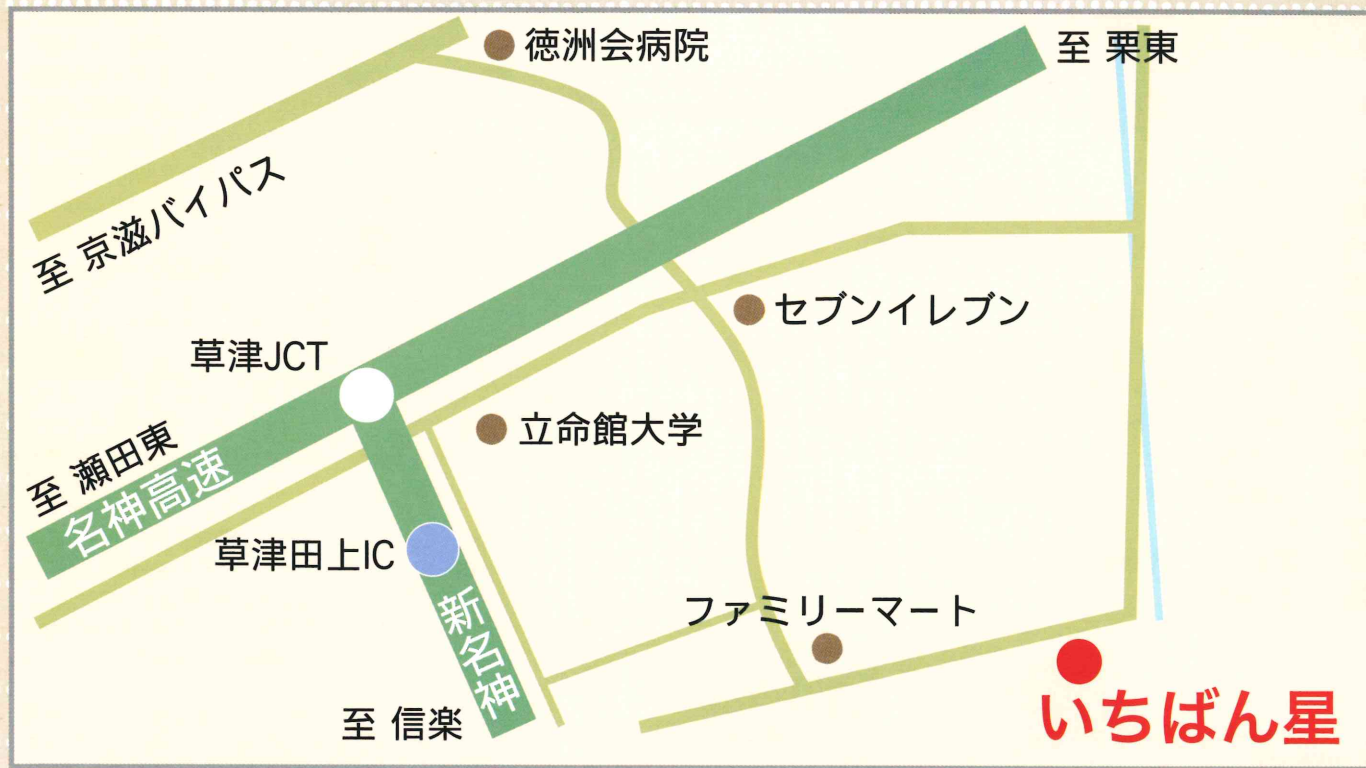 徳洲会病院
至 栗東
至 京滋バイパス
セブンイレブン
草津JCT
立命館大学
至 瀬田東
名神高速
草津田上IC
新名神
ファミリーマート
至 信楽
いちばん星